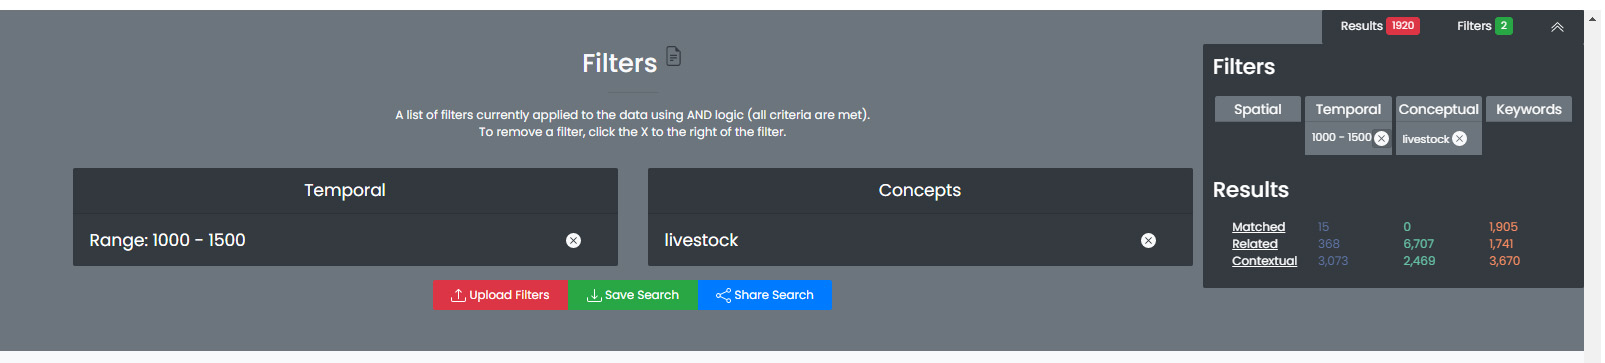 Results 1920 Filters 2
Filters
A list of filters currently applied to the data using AND logic (all criteria are met).
To remove a filter, click the X to the right of the filter.
Temporal
Range: 1000 - 1500
Concepts
livestock
Upload Filters Save Search Share Search
Filters
Spatial Temporal Conceptual Keywords
1000 - 1500 livestock
Results
Matched 15 0 1,905
Related 368 6,707 1,741
Contextual 3,073 2,469 3,670